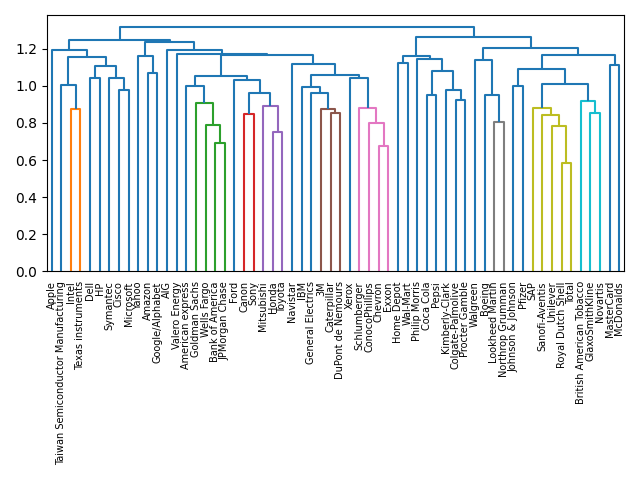 1.2
1.0
0.8
0.6
0.4
0.2
0.0
Apple
Taiwan Semiconductor Manufacturing
Intel
Texas instruments
Dell
HP
Symantec
Cisco
Microsoft
Yahoo
Amazon
Google/Alphabet
AIG
Valero Energy
American express
Goldman Sachs
Wells Fargo
Bank of America
JPMorgan Chase
Ford
Canon
Sony
Mitsubishi
Honda
Toyota
Navistar
IBM
General Electrics
3M
Caterpillar
DuPont de Nemours
Xerox
Schlumberger
ConocoPhillips
Chevron
Exxon
Home Depot
Wal-Mart
Philip Morris
Coca Cola
Pepsi
Kimberly-Clark
Colgate-Palmolive
Procter Gamble
Walgreen
Boeing
Lookheed Martin
Northrop Grumman
Johnson & Johnson
Pfizer
SAP
Sanofi-Aventis
Unilever
Royal Dutch Shell
Total
British American Tobacco
GlaxoSmithKline
Novartis
MasterCard
McDonalds